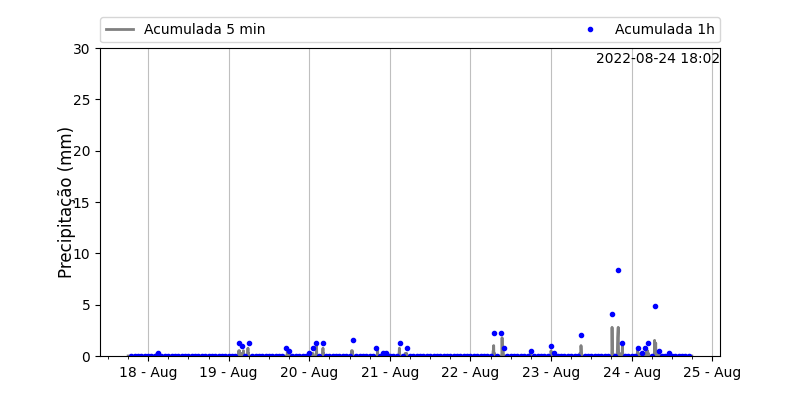 Acumulada 5 min Acumulada 1h
2022-08-24 18:02
Precipitação (mm)
30
25
20
15
10
5
0
18 - Aug 19 - Aug 20 - Aug 21 - Aug 22 - Aug 23 - Aug 24 - Aug 25 - Aug